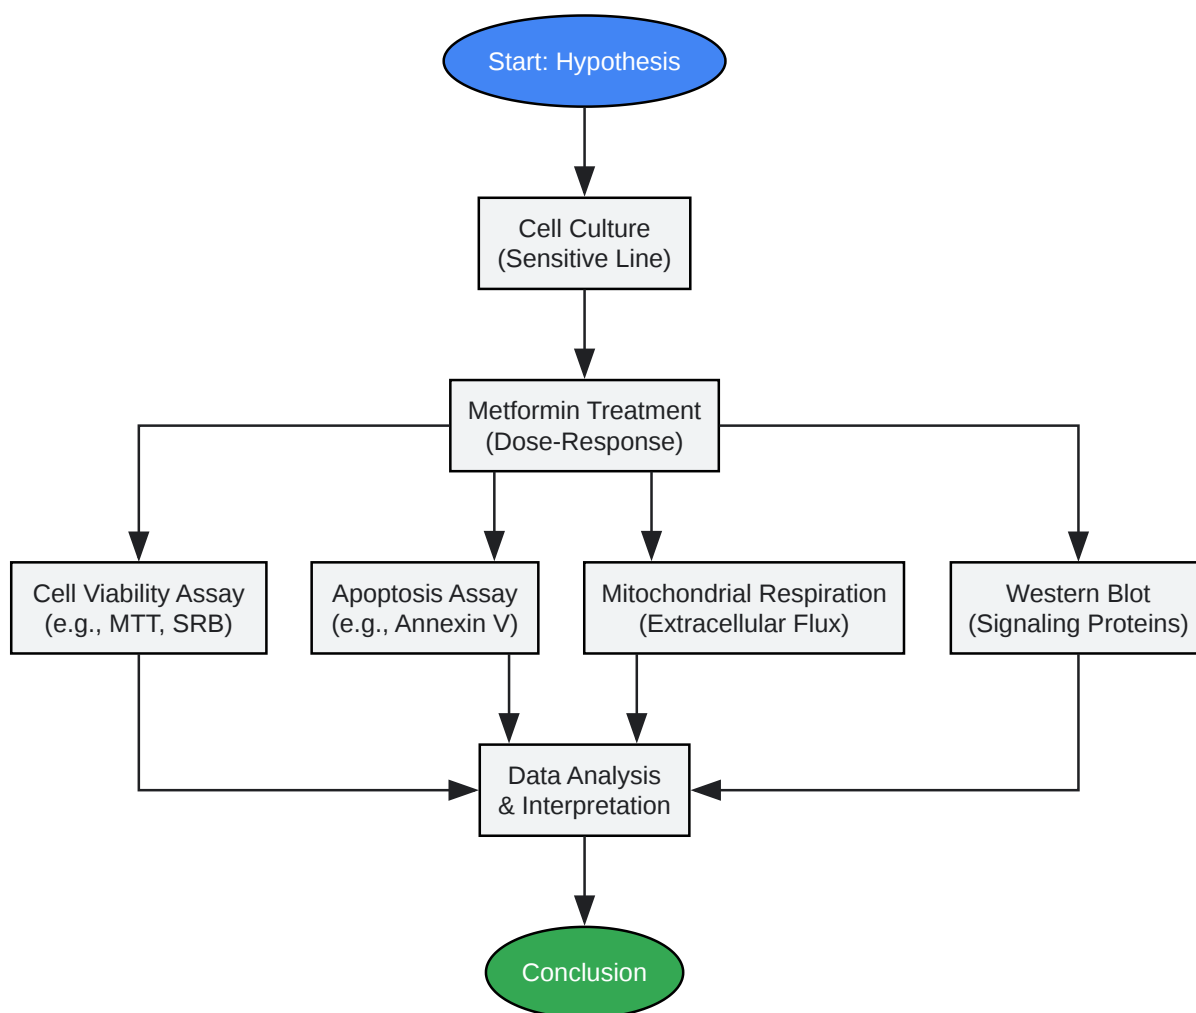 Start: Hypothesis
Cell Culture
(Sensitive Line)
Metformin Treatment
(Dose-Response)
Cell Viability Assay
(e.g., MTT, SRB)
Apoptosis Assay
(e.g., Annexin V)
Mitochondrial Respiration
(Extracellular Flux)
Western Blot
(Signaling Proteins)
Data Analysis
& Interpretation
Conclusion